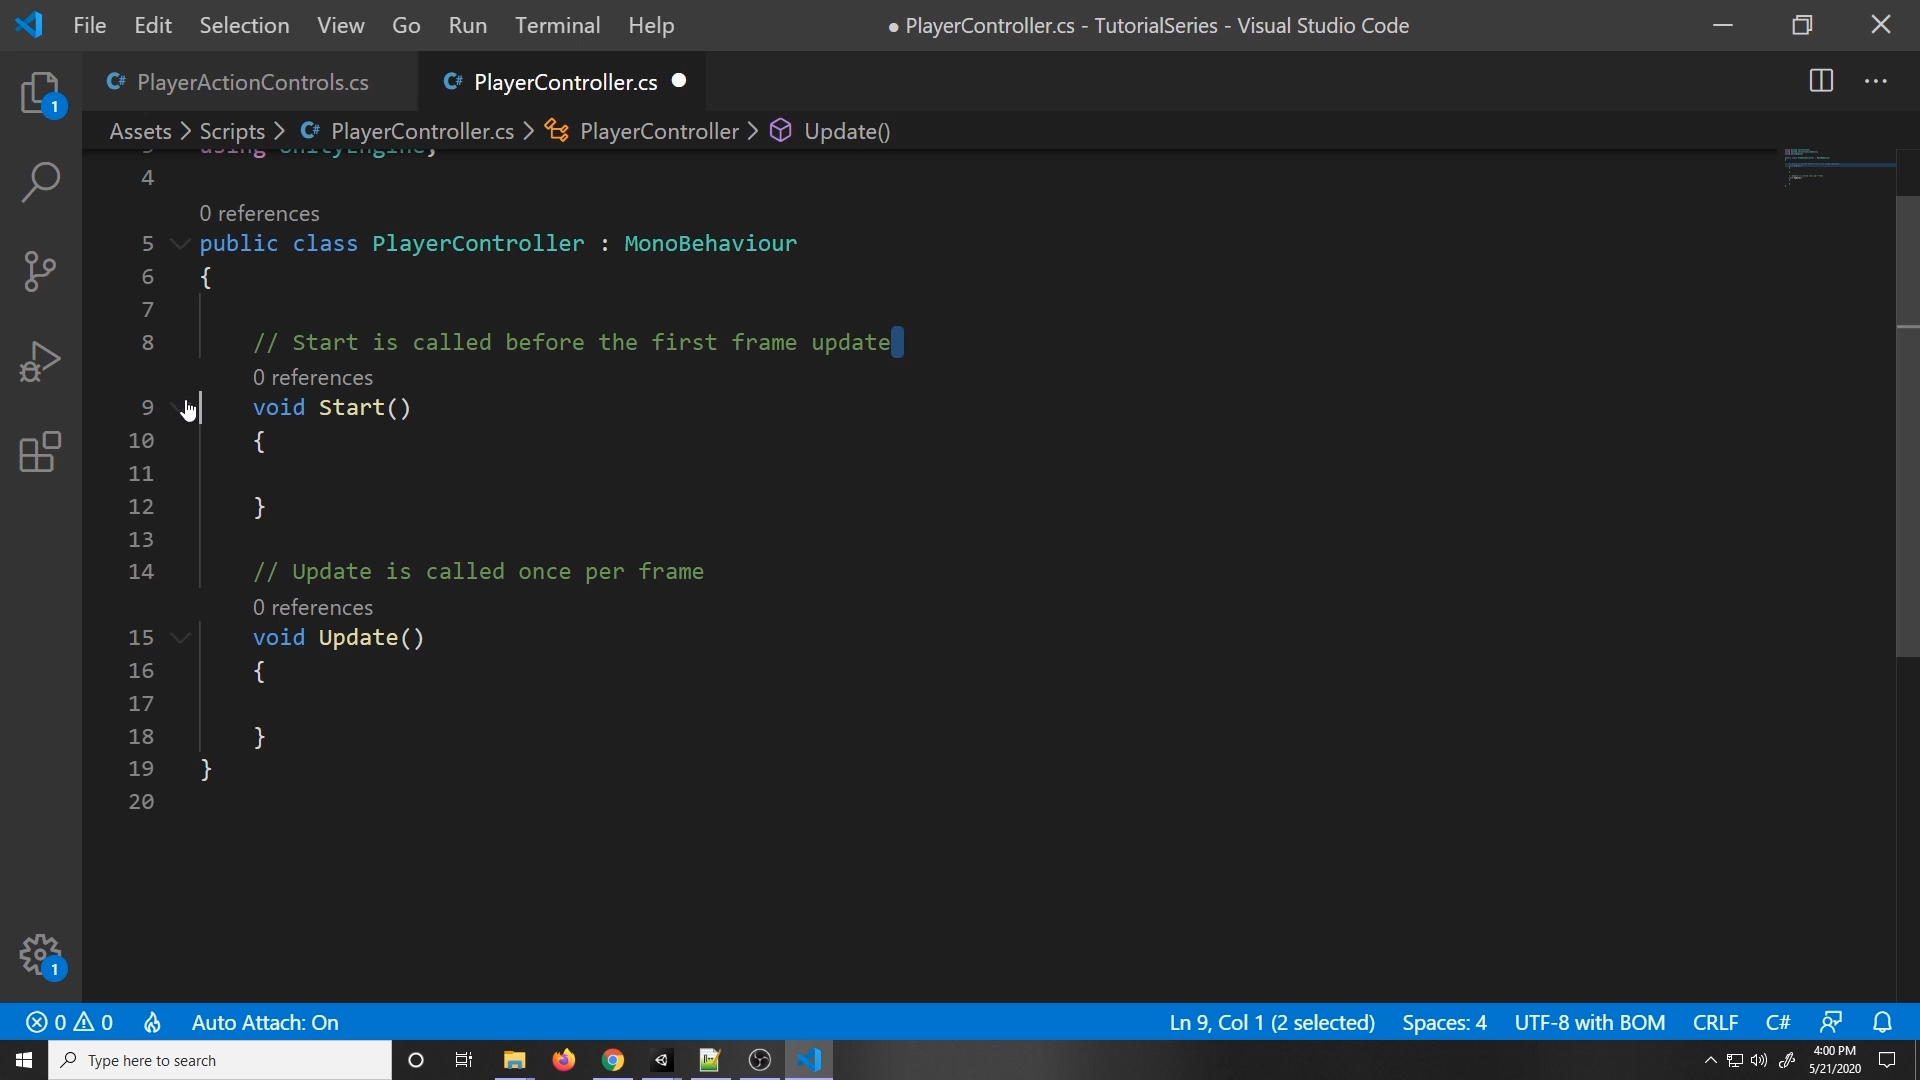 File Edit Selection View Go Run Terminal Help ● PlayerController.cs - TutorialSeries - Visual Studio Code
C# PlayerActionControls.cs C# PlayerController.cs ●
1
Assets > Scripts > C# PlayerController.cs > PlayerController > Update()
3 using UnityEngine;
4
0 references
5 public class PlayerController : MonoBehaviour
6 {
7
8 // Start is called before the first frame update
0 references
9 void Start()
10 {
11
12 }
13
14 // Update is called once per frame
0 references
15 void Update()
16 {
17
18 }
19 }
20
1
0 0 Auto Attach: On Ln 9, Col 1 (2 selected) Spaces: 4 UTF-8 with BOM CRLF C#
Type here to search 4:00 PM
5/21/2020